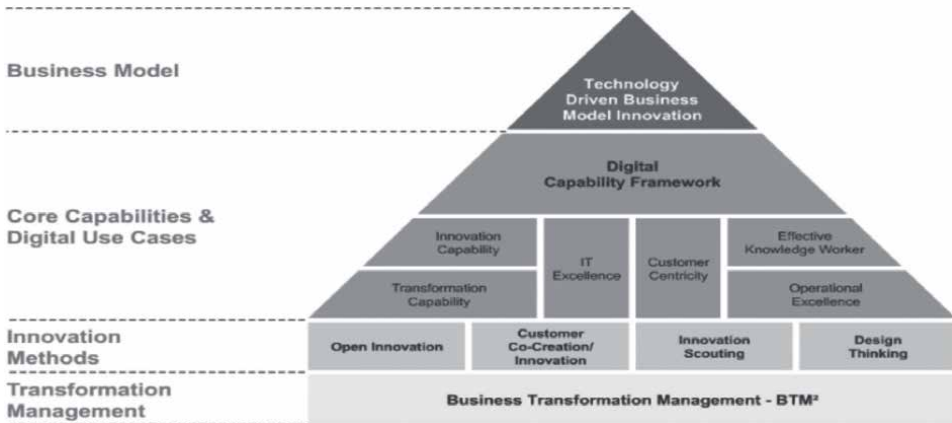 Business Model
Technology
Driven Business
Model Innovation
Core Capabilities &
Digital Use Cases
Digital
Capability Framework
Innovation
Capability
Transformation
Capability
IT
Excellence
Customer
Centricity
Effective
Knowledge Worker
Operational
Excellence
Innovation
Methods
Open Innovation
Customer
Co-Creation/
Innovation
Innovation
Scouting
Design
Thinking
Transformation
Management
Business Transformation Management - BTM²